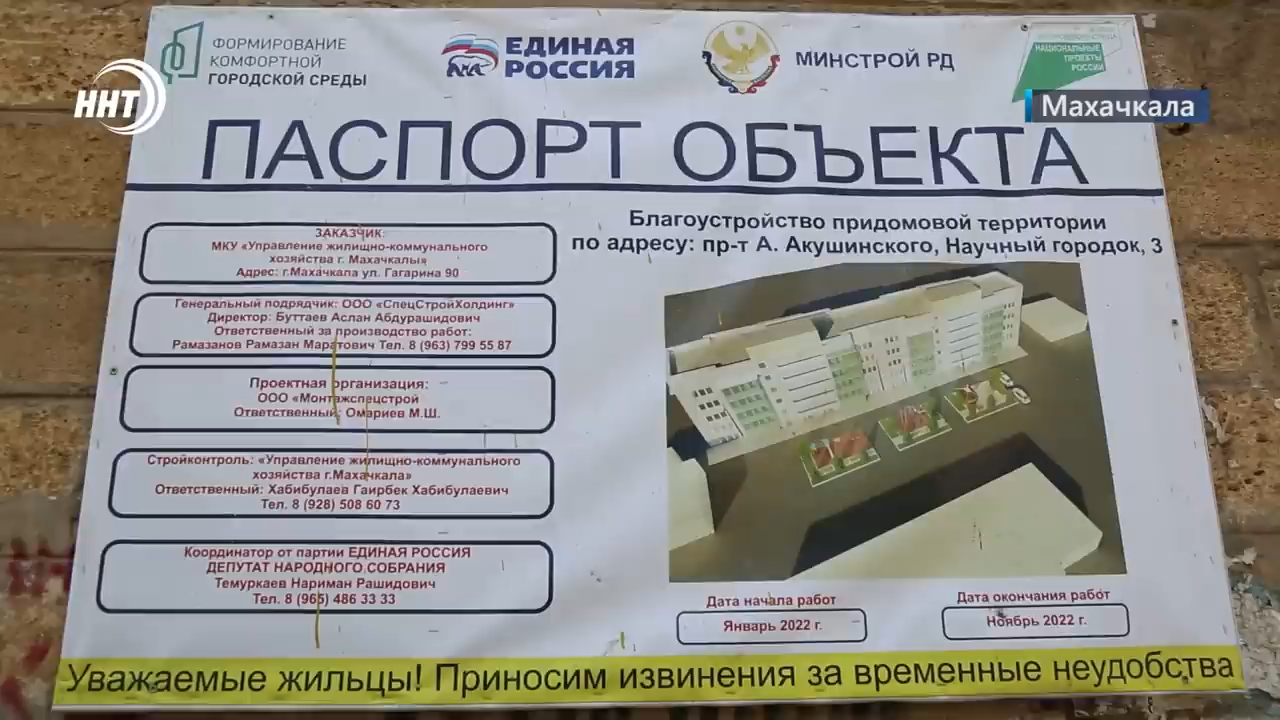 ФОРМИРОВАНИЕ
КОМФОРТНОЙ
ГОРОДСКОЙ СРЕДЫ
ЕДИНАЯ
РОССИЯ
МИНСТРОЙ РД
НАЦИОНАЛЬНЫЕ
ПРОЕКТЫ
РОССИИ
ННТ
Махачкала
ПАСПОРТ ОБЪЕКТА
Благоустройство придомовой территории
по адресу: пр-т А. Акушинского, Научный городок, 3
ЗАКАЗЧИК:
МКУ «Управление жилищно-коммунального
хозяйства г. Махачкалы»
Адрес: г.Махачкала ул. Гагарина 90
Генеральный подрядчик: ООО «СпецСтройХолдинг»
Директор: Буттаев Аслан Абдурашидович
Ответственный за производство работ:
Рамазанов Рамазан Маратович Тел. 8 (963) 799 55 87
Проектная организация:
ООО «Монтажспецстрой
Ответственный: Омариев М.Ш.
Стройконтроль: «Управление жилищно-коммунального
хозяйства г.Махачкала»
Ответственный: Хабибулаев Гаирбек Хабибулаевич
Тел. 8 (928) 508 60 73
Координатор от партии ЕДИНАЯ РОССИЯ
ДЕПУТАТ НАРОДНОГО СОБРАНИЯ
Темуркаев Нариман Рашидович
Тел. 8 (965) 486 33 33
Дата начала работ
Январь 2022 г.
Дата окончания работ
Ноябрь 2022 г.
Уважаемые жильцы! Приносим извинения за временные неудобства